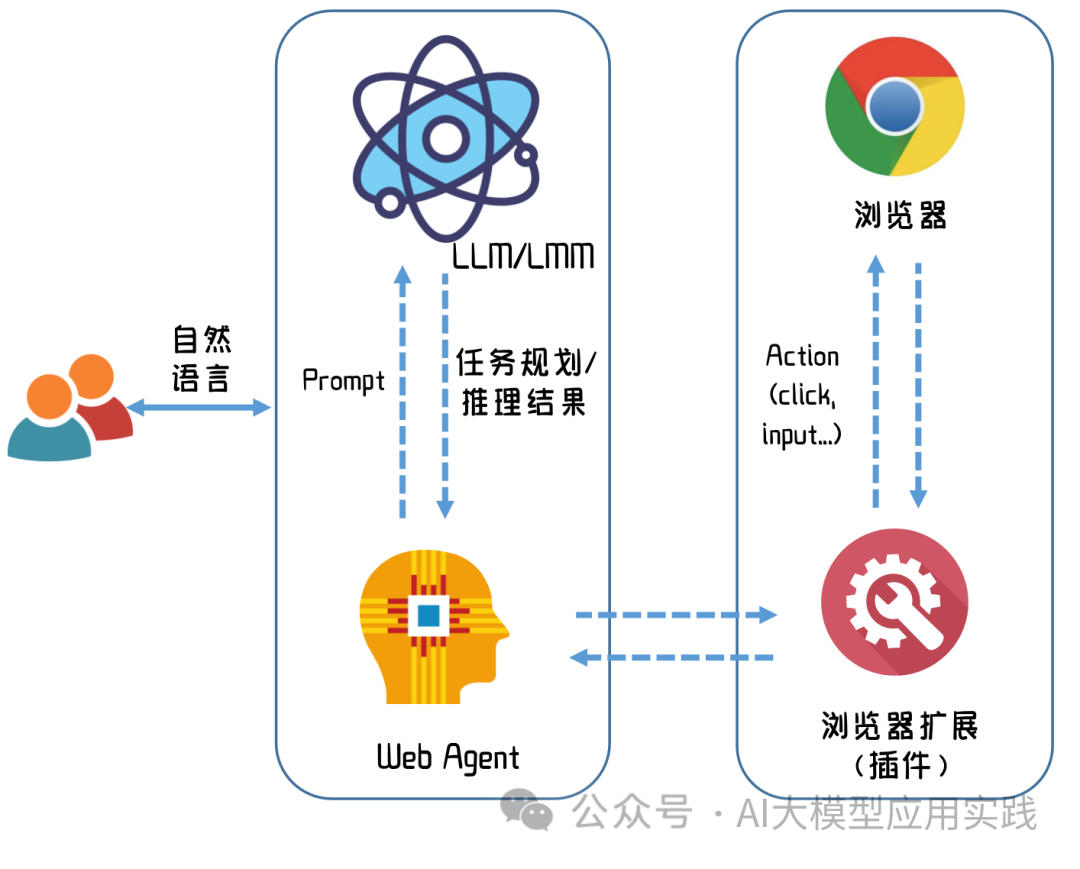 LLM/LMM
浏览器
自然
语言
Prompt
任务规划/
推理结果
Action
(click,
input...)
Web Agent
浏览器扩展
(插件)
公众号 · AI大模型应用实践